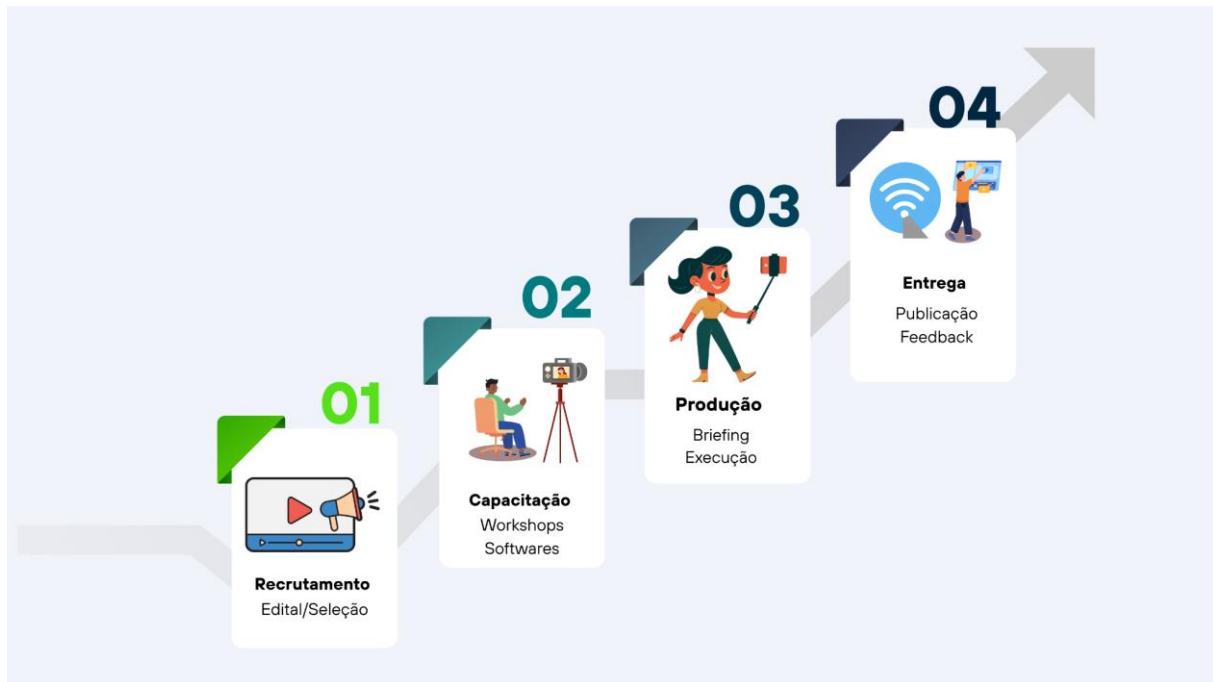 01
Recrutamento
Edital/Seleção
02
Capacitação
Workshops
Softwares
03
Produção
Briefing
Execução
04
Entrega
Publicação
Feedback